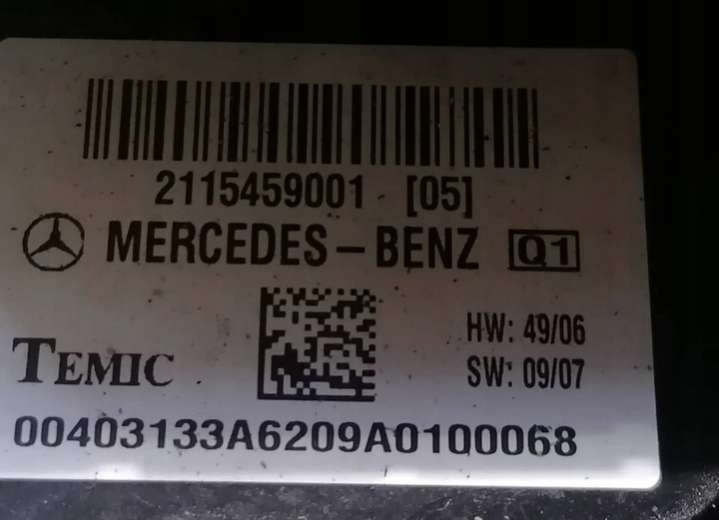 2115459001 [05]
MERCEDES-BENZ Q1
HW: 49/06
TEMIC
SW: 09/07
00403133A6209A0100068